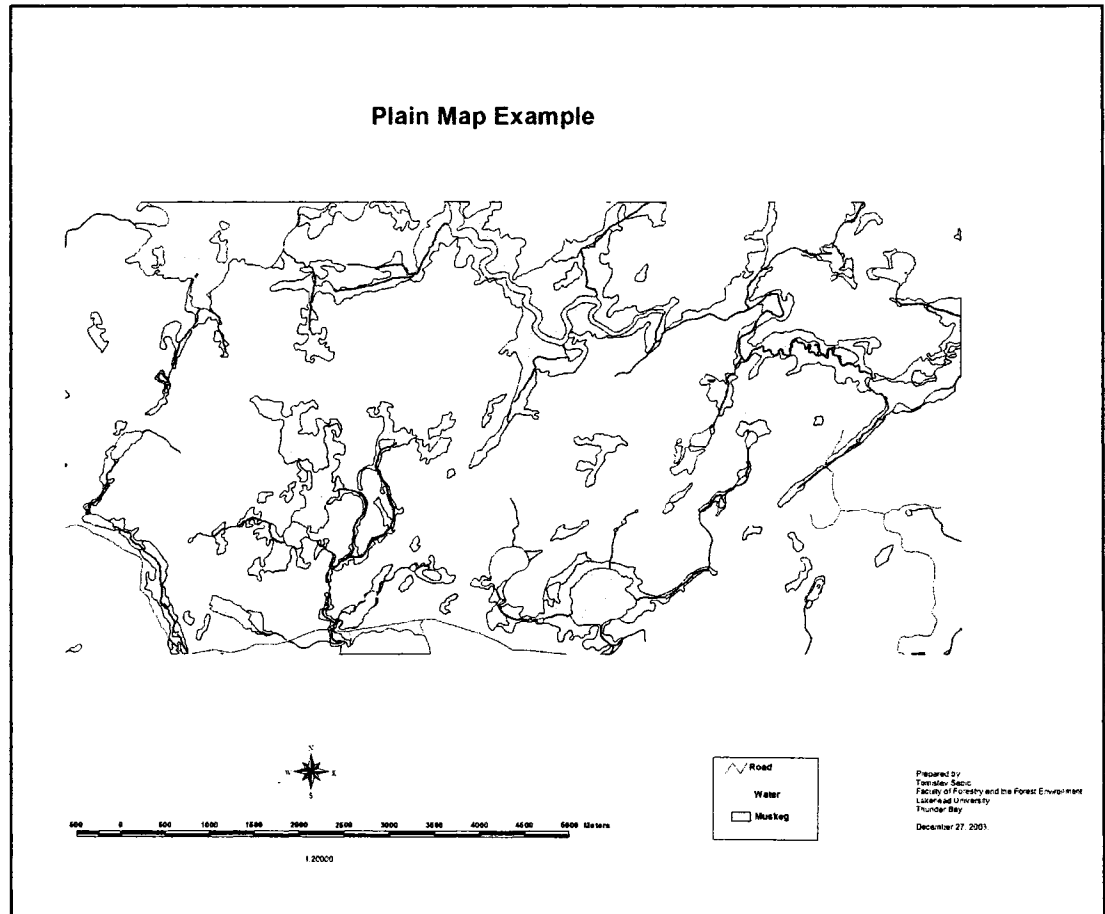 Plain Map Example
N
W E
S
500 0 500 1000 1500 2000 2500 3000 3500 4000 4500 5000 Meters
1:20000
Road
Water
Muskeg
Prepared by
Tomislav Sapic
Faculty of Forestry and the Forest Environment
Lakehead University
Thunder Bay
December 27, 2003.